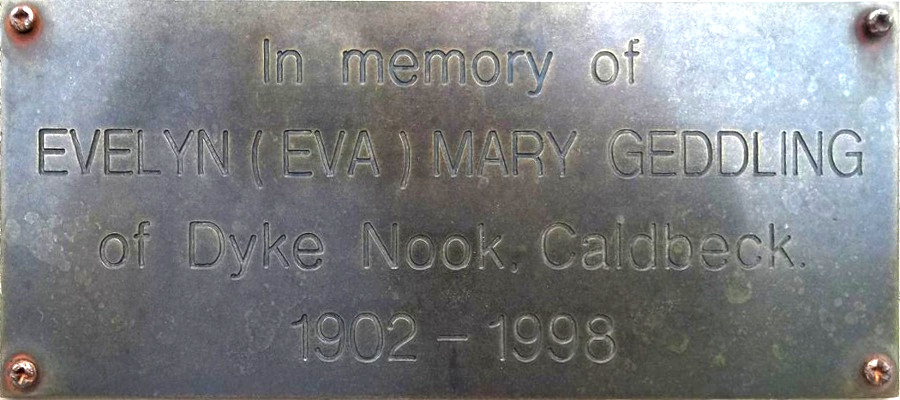 In memory of
EVELYN (EVA) MARY GEDDLING
of Dyke Nook, Caldbeck.
1902 – 1998